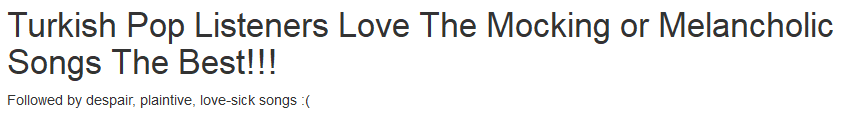 Turkish Pop Listeners Love The Mocking or Melancholic
Songs The Best!!!
Followed by despair, plaintive, love-sick songs :(